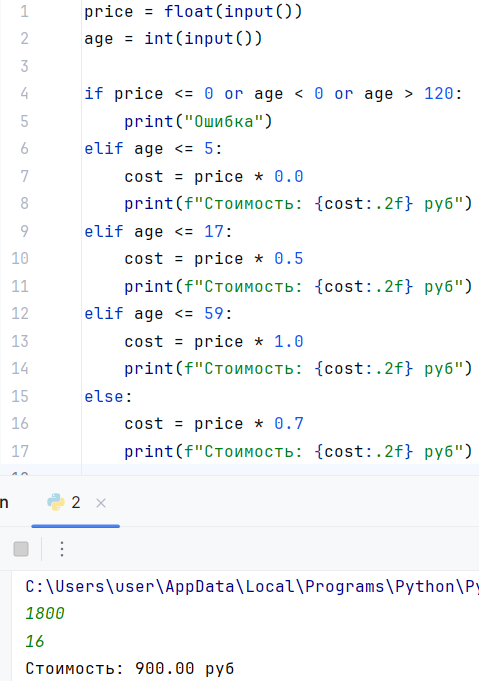 1 price = float(input())
2 age = int(input())
3
4 if price <= 0 or age < 0 or age > 120:
5     print("Ошибка")
6 elif age <= 5:
7     cost = price * 0.0
8     print(f"Стоимость: {cost:.2f} руб")
9 elif age <= 17:
10     cost = price * 0.5
11     print(f"Стоимость: {cost:.2f} руб")
12 elif age <= 59:
13     cost = price * 1.0
14     print(f"Стоимость: {cost:.2f} руб")
15 else:
16     cost = price * 0.7
17     print(f"Стоимость: {cost:.2f} руб")
n 2 ×
C:\Users\user\AppData\Local\Programs\Python\Py
1800
16
Стоимость: 900.00 руб